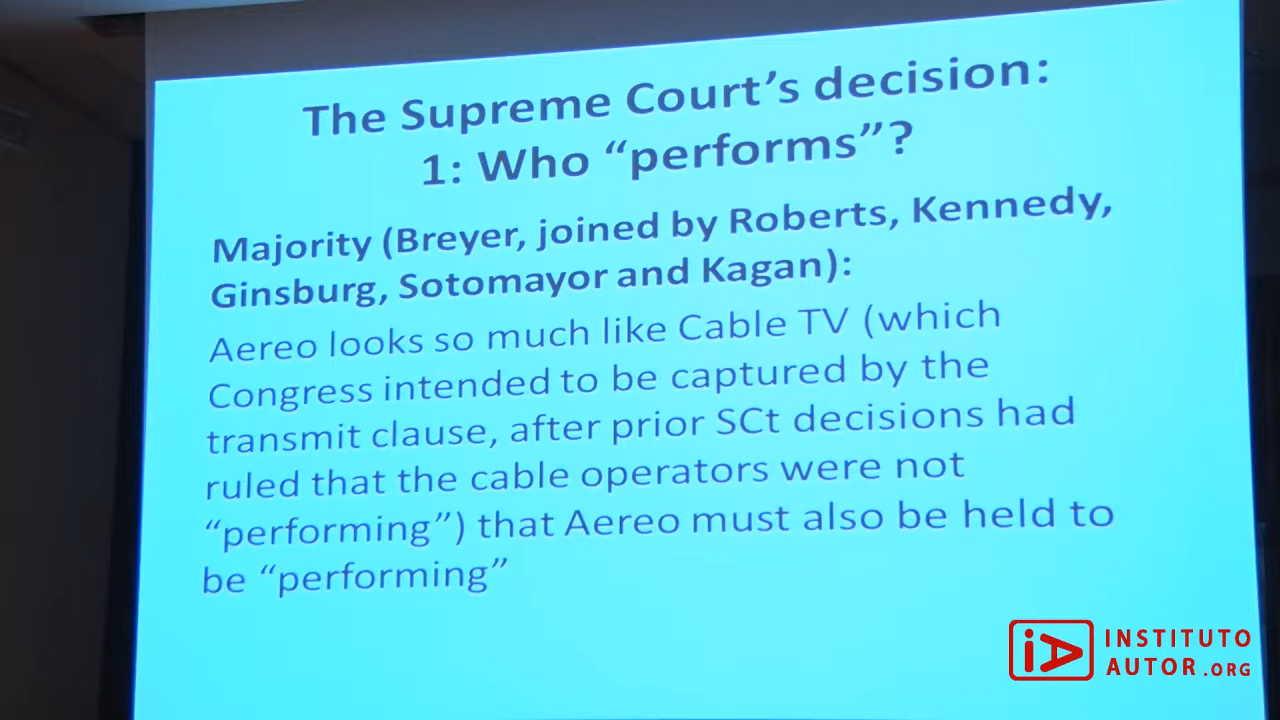 The Supreme Court’s decision:
1: Who “performs”?
Majority (Breyer, joined by Roberts, Kennedy,
Ginsburg, Sotomayor and Kagan):
Aereo looks so much like Cable TV (which
Congress intended to be captured by the
transmit clause, after prior SCt decisions had
ruled that the cable operators were not
“performing”) that Aereo must also be held to
be “performing”
iA INSTITUTO
AUTOR.ORG